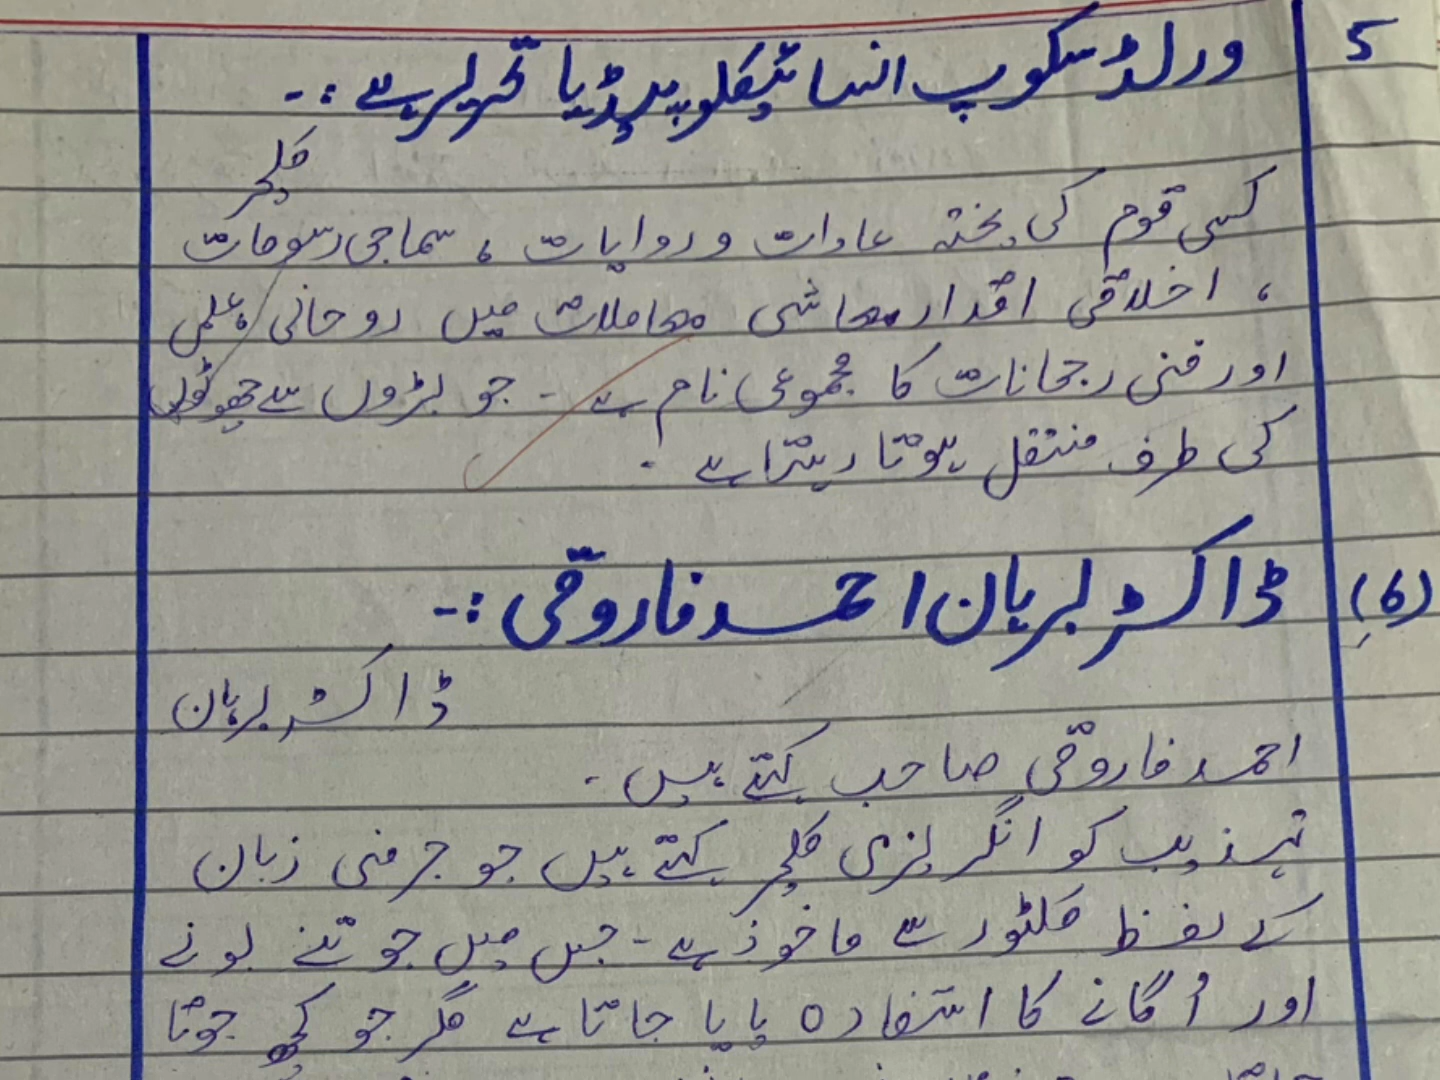 5 ورلڈ سکوپ انسائیکلوپیڈیا تحریر ہے :-
کلچر
کسی قوم کی پختہ عادات و روایات ، سماجی رسومات
، اخلاقی اقدار معاشی معاملات میں روحانی ، علمی
اور فنی رجحانات کا مجموعی نام ہے - جو بڑوں سے چھوٹوں
کی طرف منتقل ہوتا رہتا ہے -
(6) ڈاکٹر برہان احمد فاروقی :-
ڈاکٹر برہان
احمد فاروقی صاحب کہتے ہیں -
تہذیب کو انگریزی کلچر کہتے ہیں جو جرمنی زبان
کے لفظ کلٹور سے ماخوذ ہے - جس میں جوتنے بونے
اور اُگانے کا استفادہ پایا جاتا ہے مگر جو کچھ جوتا